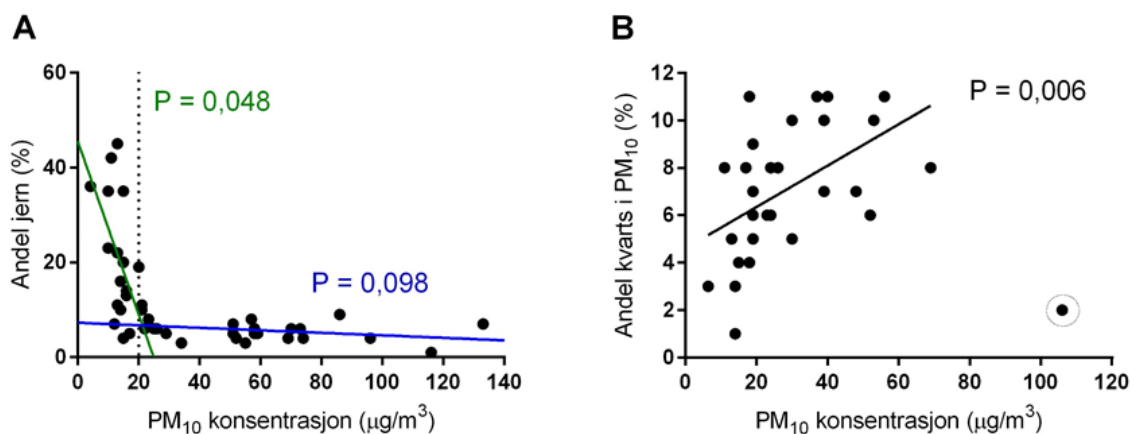 A
Andel jern (%)
60
40
20
0
P = 0,048
P = 0,098
0 20 40 60 80 100 120 140
PM₁₀ konsentrasjon (μg/m³)
B
Andel kvarts i PM₁₀ (%)
12
10
8
6
4
2
0
P = 0,006
0 20 40 60 80 100 120
PM₁₀ konsentrasjon (μg/m³)